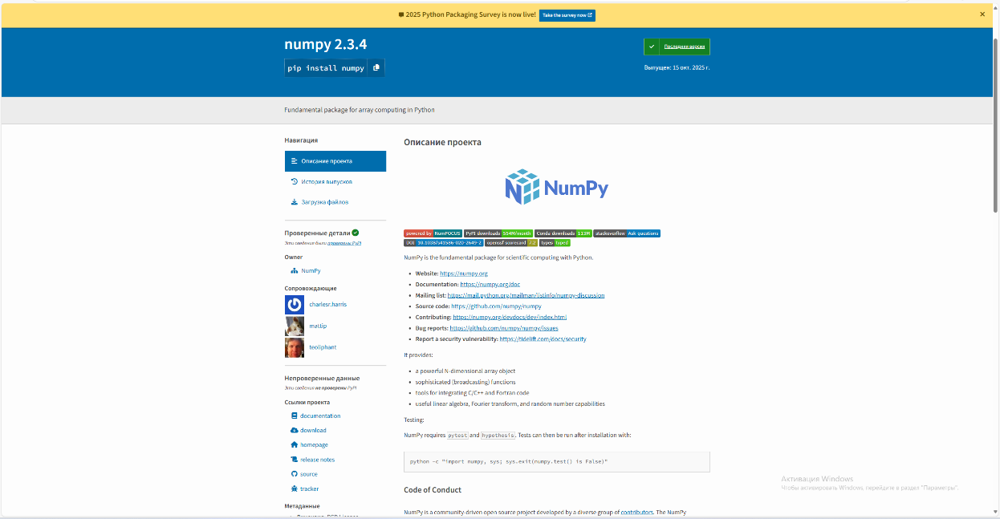 2025 Python Packaging Survey is now live! Take the survey now
numpy 2.3.4
pip install numpy
Последняя версия
Выпущен: 15 окт. 2025 г.
Fundamental package for array computing in Python
Навигация
Описание проекта
История выпусков
Загрузка файлов
Проверенные детали
Эти сведения были проверены PyPI
Owner
NumPy
Сопровождающие
charlesr.harris
mattip
teoliphant
Непроверенные данные
Эти сведения не проверены PyPI
Ссылки проекта
documentation
download
homepage
release notes
source
tracker
Метаданные
Описание проекта
NumPy
powered by NumFOCUS PyPI downloads 554M/month Conda downloads 113M stackoverflow Ask questions
DOI 10.1038/s41586-020-2649-2 openssf scorecard 7.2 types typed
NumPy is the fundamental package for scientific computing with Python.
Website: https://numpy.org
Documentation: https://numpy.org/doc
Mailing list: https://mail.python.org/mailman/listinfo/numpy-discussion
Source code: https://github.com/numpy/numpy
Contributing: https://numpy.org/devdocs/dev/index.html
Bug reports: https://github.com/numpy/numpy/issues
Report a security vulnerability: https://tidelift.com/docs/security
It provides:
a powerful N-dimensional array object
sophisticated (broadcasting) functions
tools for integrating C/C++ and Fortran code
useful linear algebra, Fourier transform, and random number capabilities
Testing:
NumPy requires pytest and hypothesis. Tests can then be run after installation with:
python -c "import numpy, sys; sys.exit(numpy.test() is False)"
Code of Conduct
NumPy is a community-driven open source project developed by a diverse group of contributors. The NumPy
Активация Windows
Чтобы активировать Windows, перейдите в раздел "Параметры".